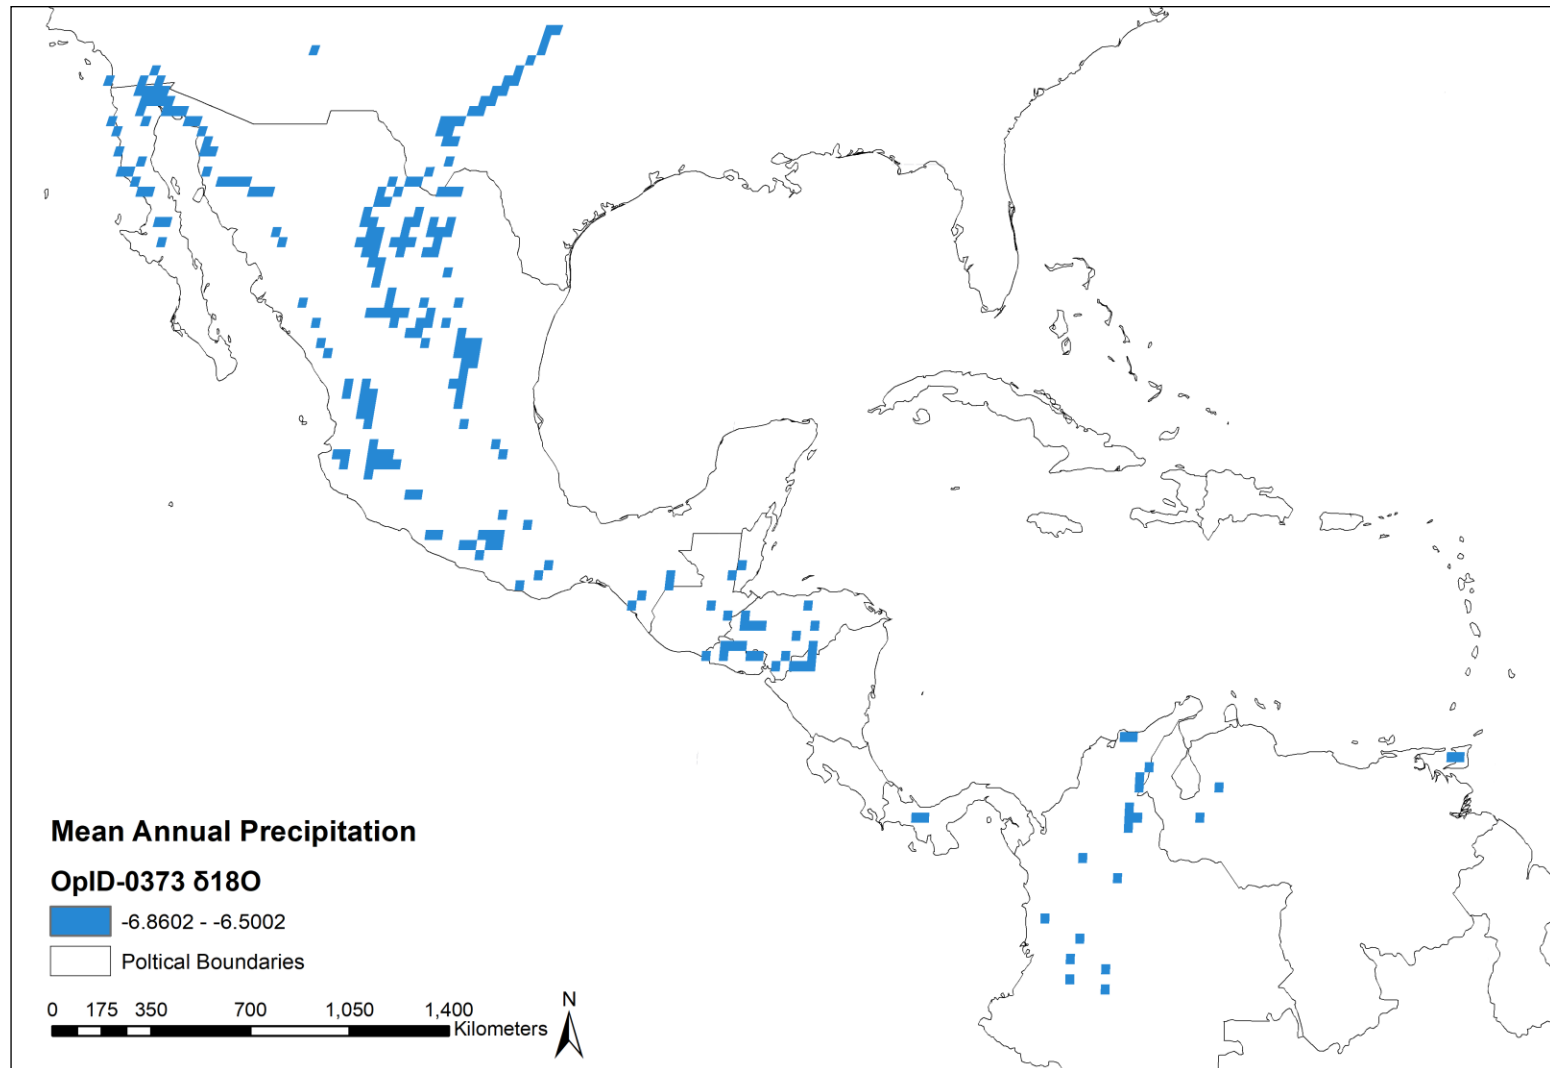 Mean Annual Precipitation
OpID-0373 δ18O
-6.8602 - -6.5002
Poltical Boundaries
0 175 350 700 1,050 1,400
Kilometers
N